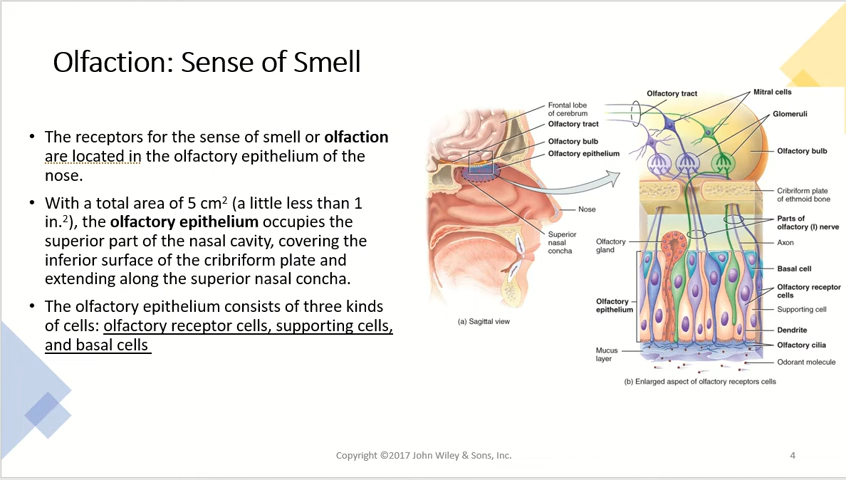 Olfaction: Sense of Smell
• The receptors for the sense of smell or olfaction
are located in the olfactory epithelium of the
nose.
• With a total area of 5 cm² (a little less than 1
in.²), the olfactory epithelium occupies the
superior part of the nasal cavity, covering the
inferior surface of the cribriform plate and
extending along the superior nasal concha.
• The olfactory epithelium consists of three kinds
of cells: olfactory receptor cells, supporting cells,
and basal cells
Frontal lobe
of cerebrum
Olfactory tract
Olfactory bulb
Olfactory epithelium
Nose
Superior
nasal
concha
(a) Sagittal view
Olfactory tract
Mitral cells
Glomeruli
Olfactory bulb
Cribriform plate
of ethmoid bone
Parts of
olfactory (I) nerve
Olfactory
gland
Axon
Basal cell
Olfactory receptor
cells
Olfactory
epithelium
Supporting cell
Dendrite
Olfactory cilia
Mucus
layer
Odorant molecule
(b) Enlarged aspect of olfactory receptors cells
Copyright ©2017 John Wiley & Sons, Inc.
4